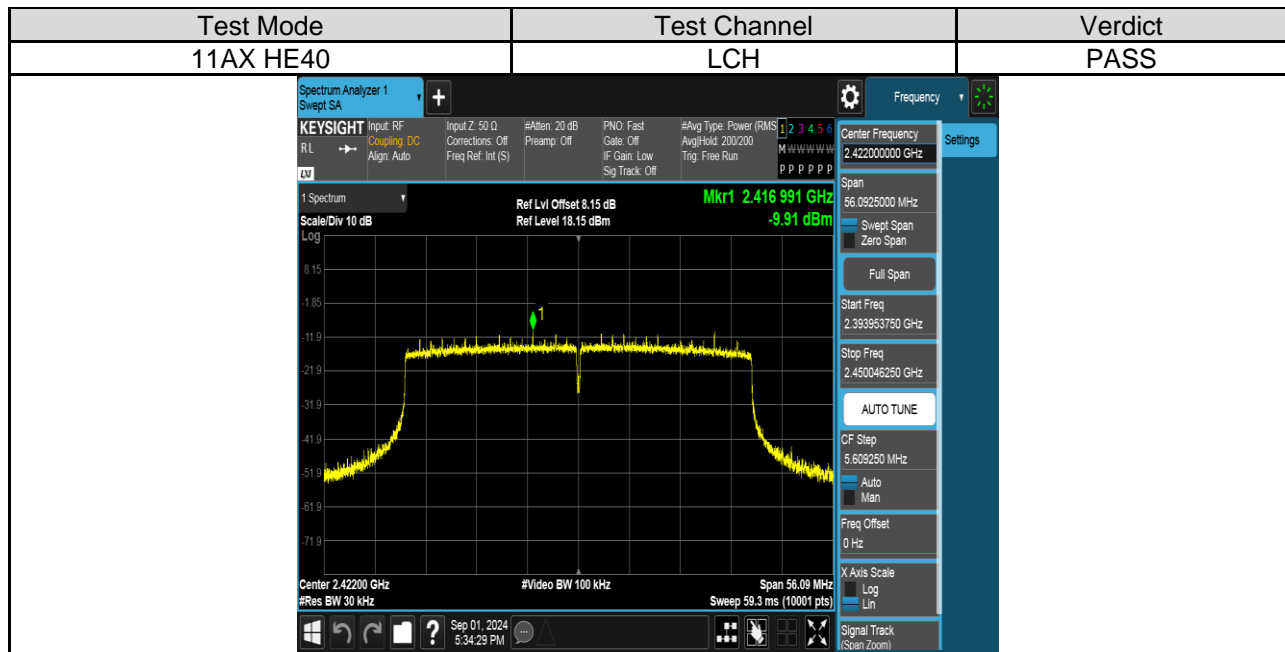 Test Mode Test Channel Verdict
11AX HE40 LCH PASS
Spectrum Analyzer 1
Swept SA
Frequency
KEYSIGHT
RL
LXI
Input: RF
Coupling: DC
Align: Auto
Input Z: 50 Ω
Corrections: Off
Freq Ref: Int (S)
#Atten: 20 dB
Preamp: Off
PNO: Fast
Gate: Off
IF Gain: Low
Sig Track: Off
#Avg Type: Power (RMS
Avg|Hold: 200/200
Trig: Free Run
1 2 3 4 5 6
M W W W W W
P P P P P P
Center Frequency
2.422000000 GHz
Settings
Span
56.0925000 MHz
Swept Span
Zero Span
Full Span
Start Freq
2.393953750 GHz
Stop Freq
2.450046250 GHz
AUTO TUNE
CF Step
5.609250 MHz
Auto
Man
Freq Offset
0 Hz
X Axis Scale
Log
Lin
Signal Track
(Span Zoom)
1 Spectrum
Scale/Div 10 dB
Log
Ref Lvl Offset 8.15 dB
Ref Level 18.15 dBm
Mkr1 2.416 991 GHz
-9.91 dBm
8.15
-1.85
1
-11.9
-21.9
-31.9
-41.9
-51.9
-61.9
-71.9
Center 2.42200 GHz
#Res BW 30 kHz
#Video BW 100 kHz
Span 56.09 MHz
Sweep 59.3 ms (10001 pts)
?
Sep 01, 2024
5:34:29 PM